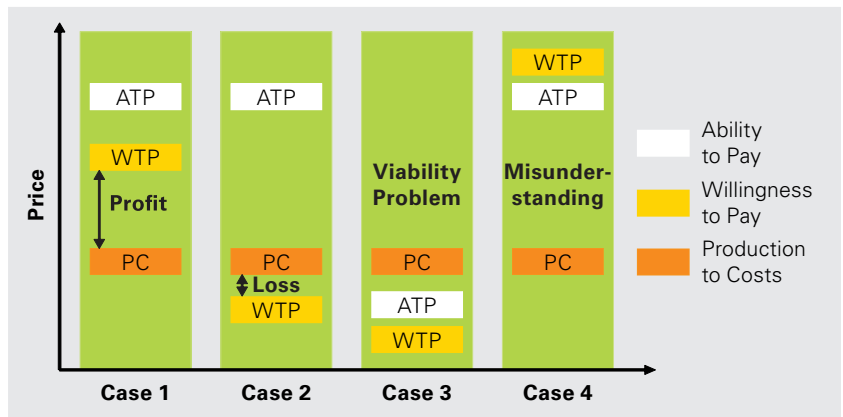 Price
ATP
WTP
Profit
PC
Case 1
ATP
PC
Loss
WTP
Case 2
Viability
Problem
PC
ATP
WTP
Case 3
WTP
ATP
Misunder-
standing
PC
Case 4
Ability
to Pay
Willingness
to Pay
Production
to Costs